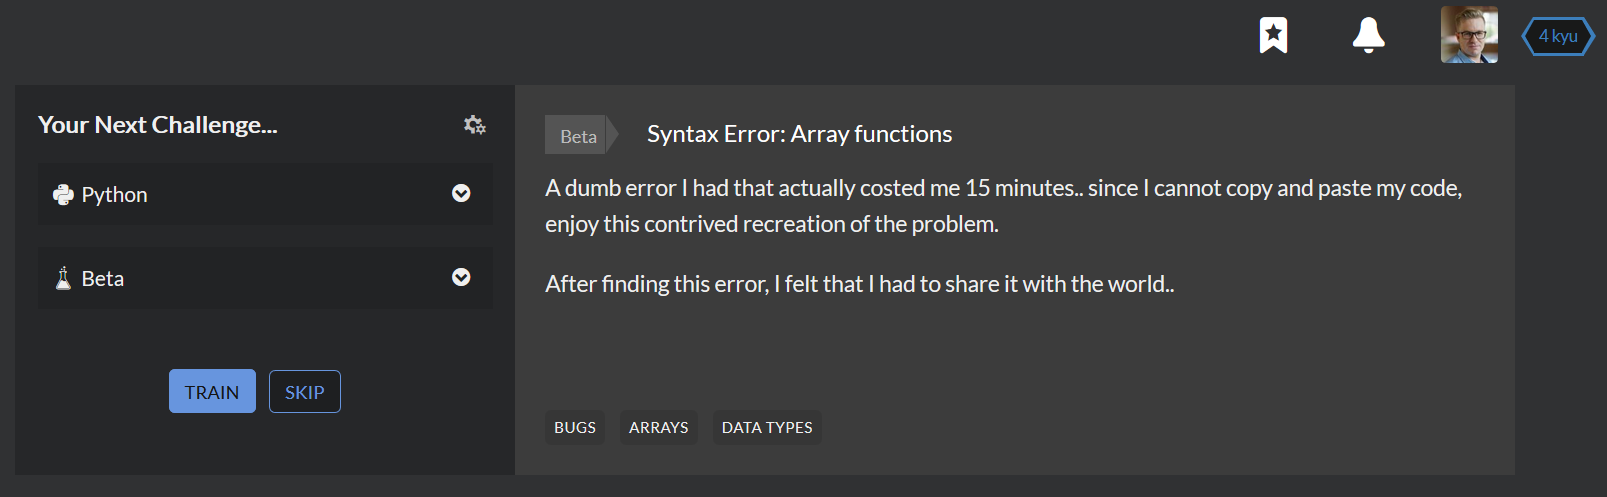 4 kyu
Your Next Challenge...
Python
Beta
TRAIN
SKIP
Beta
Syntax Error: Array functions
A dumb error I had that actually costed me 15 minutes.. since I cannot copy and paste my code,
enjoy this contrived recreation of the problem.
After finding this error, I felt that I had to share it with the world..
BUGS
ARRAYS
DATA TYPES